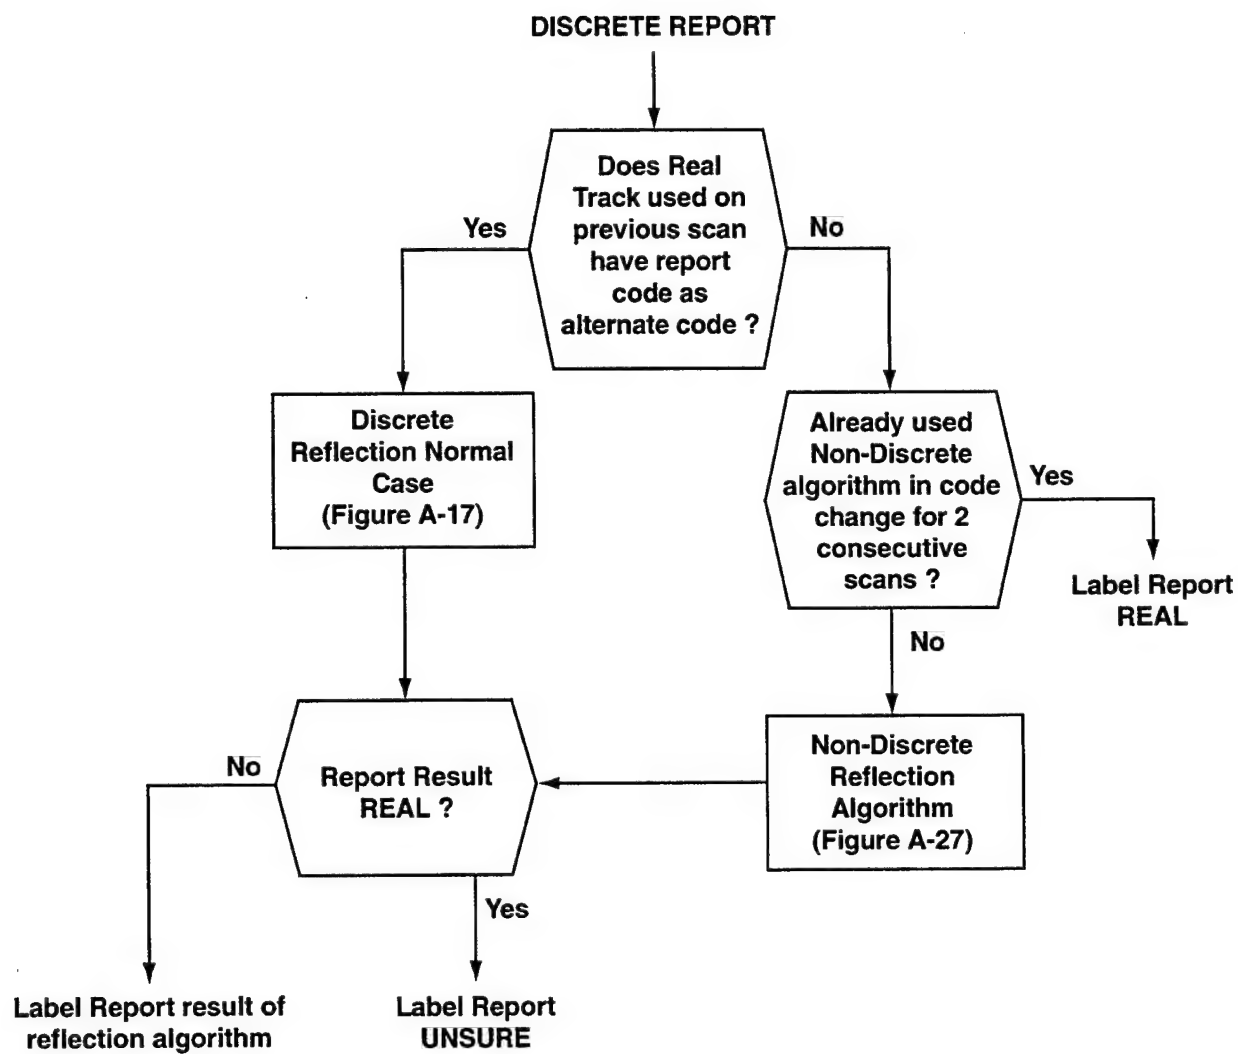 DISCRETE REPORT
Does Real
Track used on
previous scan
have report
code as
alternate code ?
Yes
No
Discrete
Reflection Normal
Case
(Figure A-17)
Already used
Non-Discrete
algorithm in code
change for 2
consecutive
scans ?
Yes
Label Report
REAL
No
Non-Discrete
Reflection
Algorithm
(Figure A-27)
Report Result
REAL ?
No
Yes
Label Report result of
reflection algorithm
Label Report
UNSURE